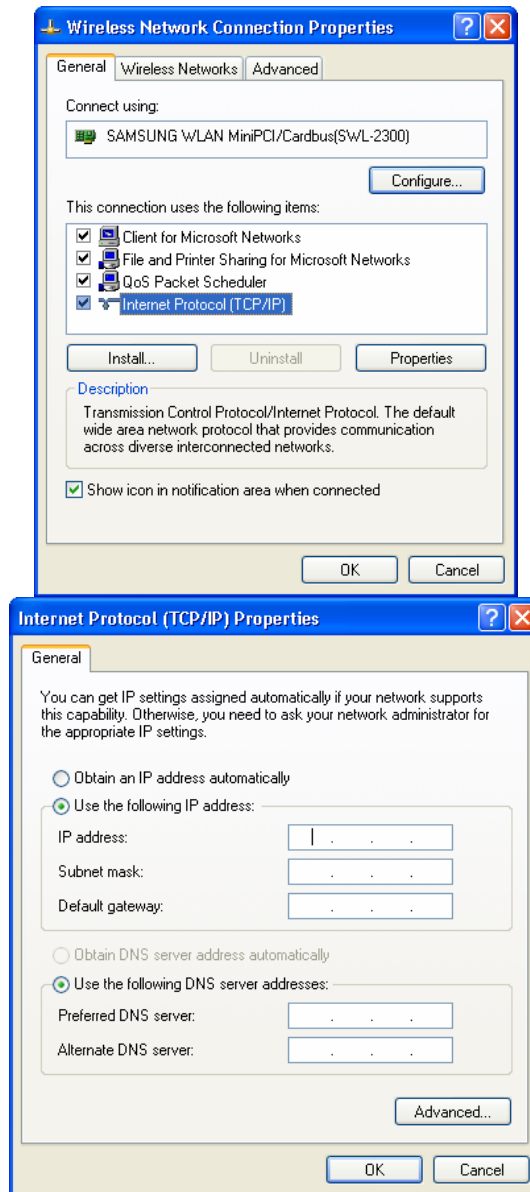 Wireless Network Connection Properties
General Wireless Networks Advanced
Connect using:
SAMSUNG WLAN MiniPCI/Cardbus(SWL-2300)
Configure...
This connection uses the following items:
Client for Microsoft Networks
File and Printer Sharing for Microsoft Networks
QoS Packet Scheduler
Internet Protocol (TCP/IP)
Install... Uninstall Properties
Description
Transmission Control Protocol/Internet Protocol. The default
wide area network protocol that provides communication
across diverse interconnected networks.
Show icon in notification area when connected
OK Cancel
Internet Protocol (TCP/IP) Properties
General
You can get IP settings assigned automatically if your network supports
this capability. Otherwise, you need to ask your network administrator for
the appropriate IP settings.
Obtain an IP address automatically
Use the following IP address:
IP address:
Subnet mask:
Default gateway:
Obtain DNS server address automatically
Use the following DNS server addresses:
Preferred DNS server:
Alternate DNS server:
Advanced...
OK Cancel